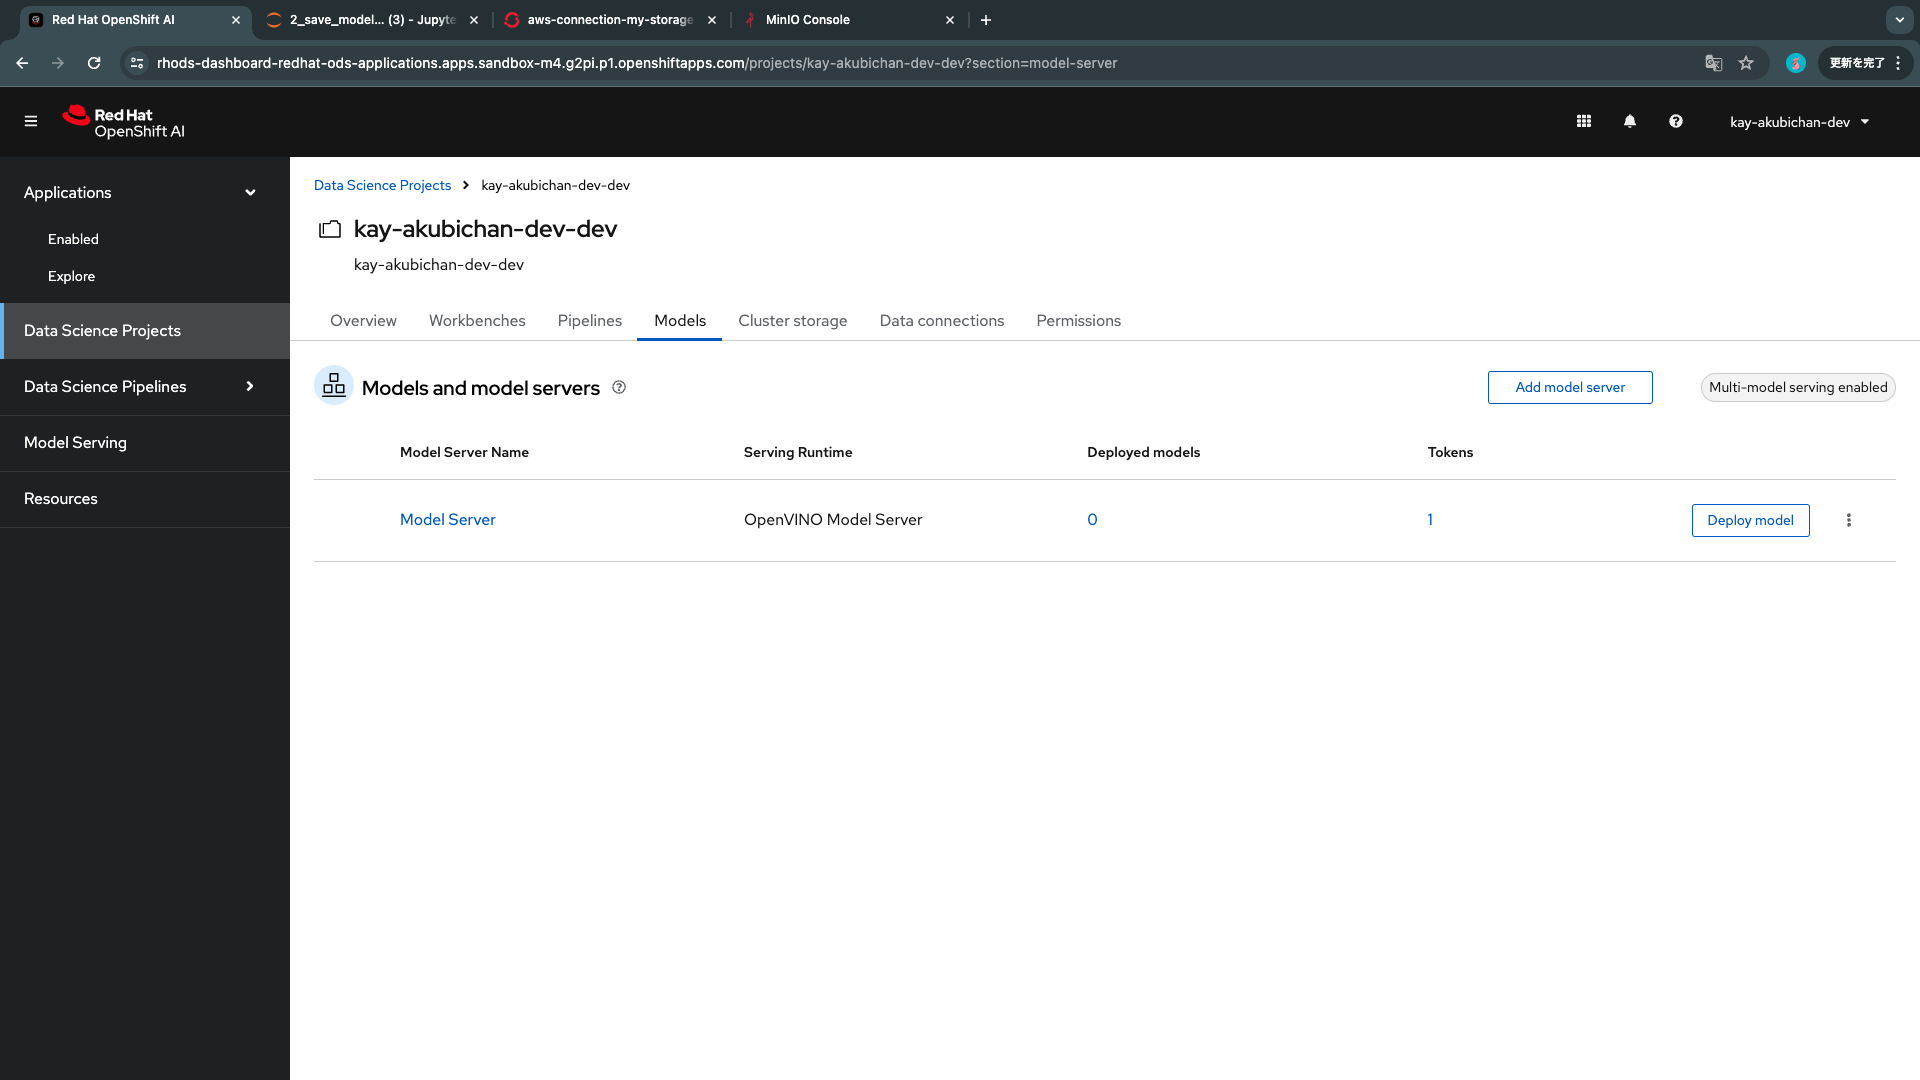 Red Hat OpenShift AI
2_save_model... (3) - Jupyte
aws-connection-my-storage
MinIO Console
rhods-dashboard-redhat-ods-applications.apps.sandbox-m4.g2pi.p1.openshiftapps.com/projects/kay-akubichan-dev-dev?section=model-server
更新を完了
Red Hat
OpenShift AI
kay-akubichan-dev
Applications
Enabled
Explore
Data Science Projects
Data Science Pipelines
Model Serving
Resources
Data Science Projects > kay-akubichan-dev-dev
kay-akubichan-dev-dev
kay-akubichan-dev-dev
Overview Workbenches Pipelines Models Cluster storage Data connections Permissions
Models and model servers
Add model server
Multi-model serving enabled
Model Server Name Serving Runtime Deployed models Tokens
Model Server OpenVINO Model Server 0 1 Deploy model